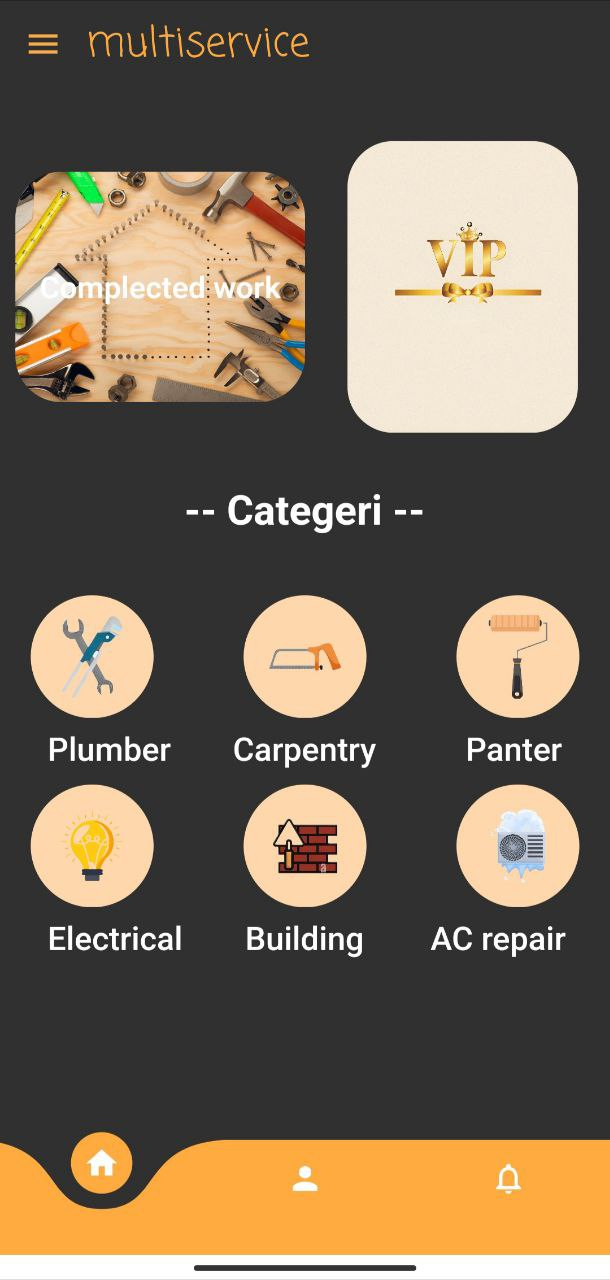 multiservice
Complected work
VIP
-- Categeri --
Plumber
Carpentry
Panter
Electrical
Building
AC repair